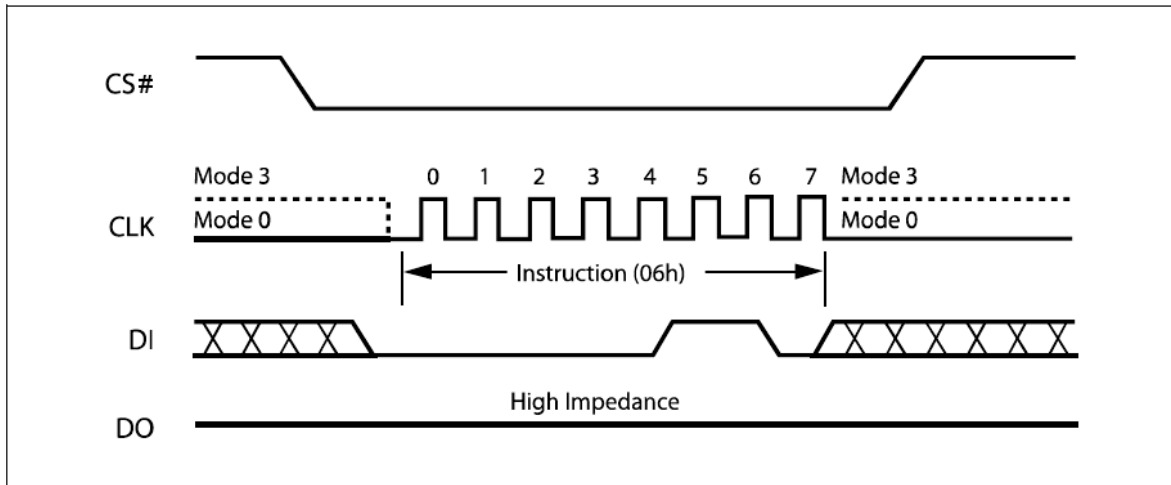 CS#
Mode 3 0 1 2 3 4 5 6 7 Mode 3
CLK Mode 0 Mode 0
Instruction (06h)
DI
High Impedance
DO